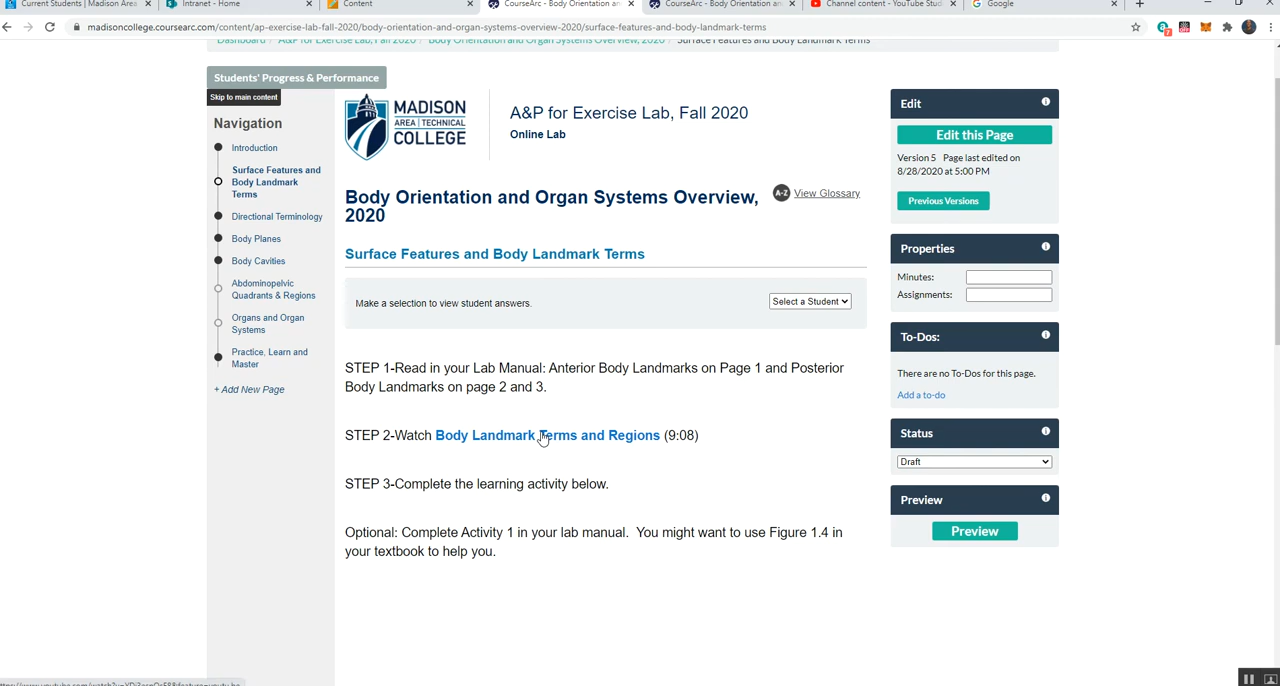 Current Students | Madison Area
Intranet - Home
Content
CourseArc - Body Orientation an
CourseArc - Body Orientation an
Channel content - YouTube Studi
Google
madisoncollege.coursearc.com/content/ap-exercise-lab-fall-2020/body-orientation-and-organ-systems-overview-2020/surface-features-and-body-landmark-terms
Dashboard / A&P for Exercise Lab, Fall 2020 / Body Orientation and Organ Systems Overview, 2020 / Surface Features and Body Landmark Terms
Students' Progress & Performance
Skip to main content
Navigation
Introduction
Surface Features and
Body Landmark
Terms
Directional Terminology
Body Planes
Body Cavities
Abdominopelvic
Quadrants & Regions
Organs and Organ
Systems
Practice, Learn and
Master
+ Add New Page
MADISON
AREA | TECHNICAL
COLLEGE
A&P for Exercise Lab, Fall 2020
Online Lab
Body Orientation and Organ Systems Overview,
2020
A-Z View Glossary
Surface Features and Body Landmark Terms
Make a selection to view student answers.
Select a Student
STEP 1-Read in your Lab Manual: Anterior Body Landmarks on Page 1 and Posterior
Body Landmarks on page 2 and 3.
STEP 2-Watch Body Landmark Terms and Regions (9:08)
STEP 3-Complete the learning activity below.
Optional: Complete Activity 1 in your lab manual. You might want to use Figure 1.4 in
your textbook to help you.
Edit
Edit this Page
Version 5 Page last edited on
8/28/2020 at 5:00 PM
Previous Versions
Properties
Minutes:
Assignments:
To-Dos:
There are no To-Dos for this page.
Add a to-do
Status
Draft
Preview
Preview